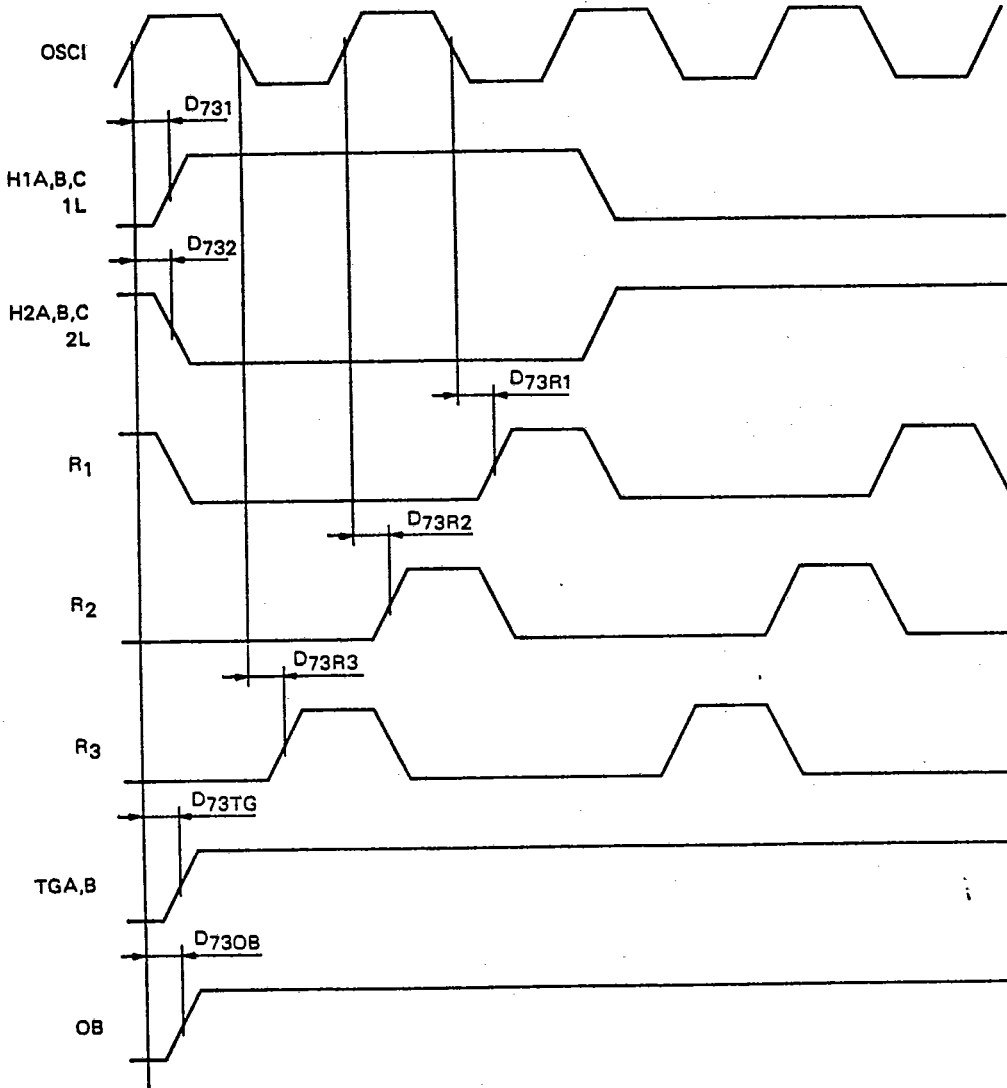 OSCI
D731
H1A,B,C
1L
D732
H2A,B,C
2L
D73R1
R1
D73R2
R2
D73R3
R3
D73TG
TGA,B
D73OB
OB